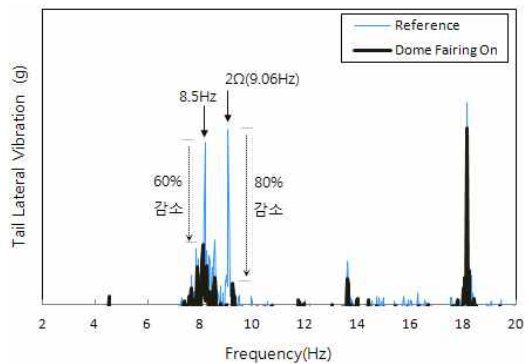 Reference
Dome Fairing On
2Ω(9.06Hz)
8.5Hz
60%
감소
80%
감소
Tail Lateral Vibration (g)
2 4 6 8 10 12 14 16 18 20
Frequency(Hz)